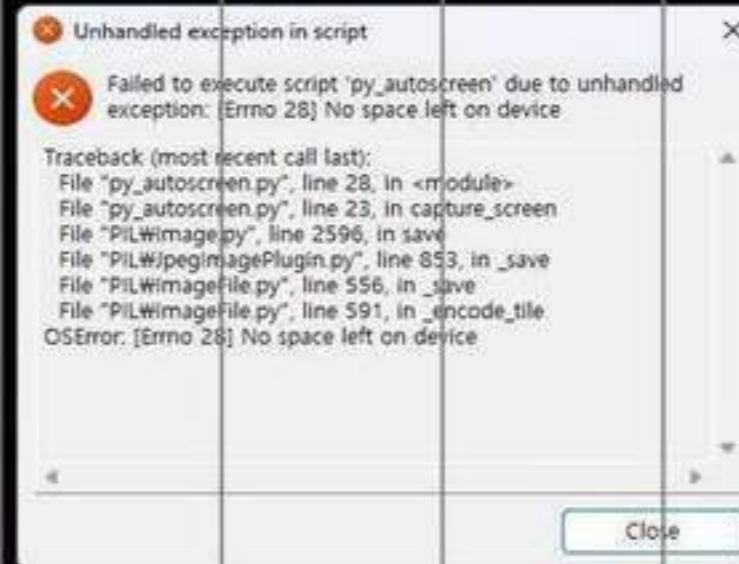 Unhandled exception in script
Failed to execute script 'py_autoscreen' due to unhandled
exception: [Errno 28] No space left on device
Traceback (most recent call last):
File "py_autoscreen.py", line 28, in <module>
File "py_autoscreen.py", line 23, in capture_screen
File "PIL₩Image.py", line 2596, in save
File "PIL₩JpegImagePlugin.py", line 853, in _save
File "PIL₩ImageFile.py", line 556, in _save
File "PIL₩ImageFile.py", line 591, in _encode_tile
OSError: [Errno 28] No space left on device
Close